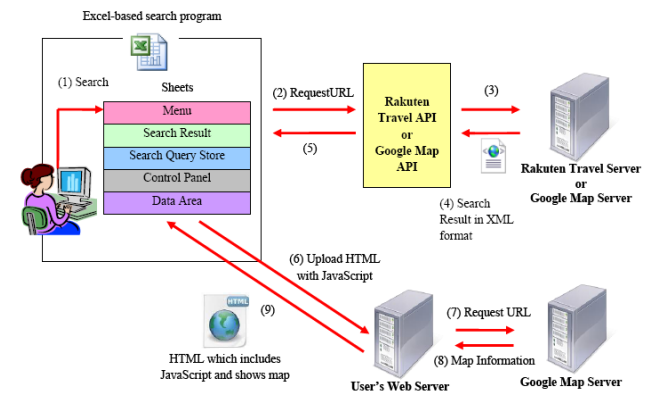 Excel-based search program
(1) Search
Sheets
Menu
Search Result
Search Query Store
Control Panel
Data Area
(2) RequestURL
(5)
Rakuten
Travel API
or
Google Map
API
(3)
(4) Search
Result in XML
format
Rakuten Travel Server
or
Google Map Server
(6) Upload HTML
with JavaScript
(9)
HTML
HTML which includes
JavaScript and shows map
User's Web Server
(7) Request URL
(8) Map Information
Google Map Server